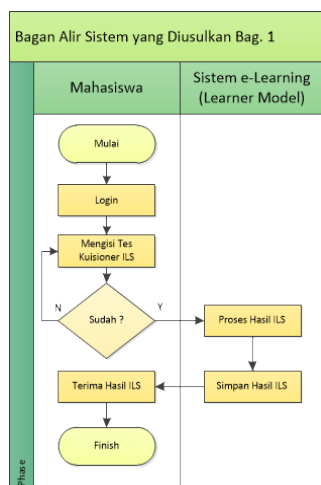 Bagan Alir Sistem yang Diusulkan Bag. 1
Mahasiswa
Sistem e-Learning
(Learner Model)
Mulai
Login
Mengisi Tes
Kuisioner ILS
N
Sudah ?
Y
Proses Hasil ILS
Terima Hasil ILS
Simpan Hasil ILS
Finish
Phase